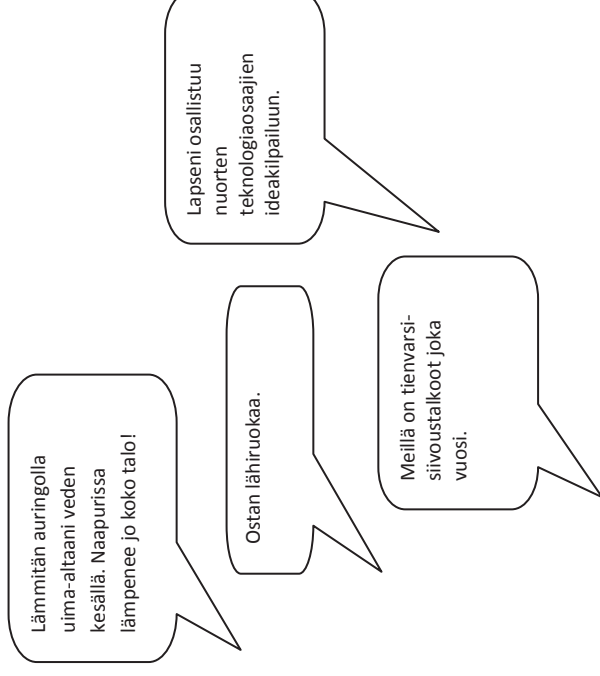 Lämmitän auringolla
uima-altaani veden
kesällä. Naapurissa
lämpenee jo koko talo!
Ostan lähiruokaa.
Lapseni osallistuu
nuorten
teknologiaosaajien
ideakilpailuun.
Meillä on tienvarsi-
siivoustalkoot joka
vuosi.